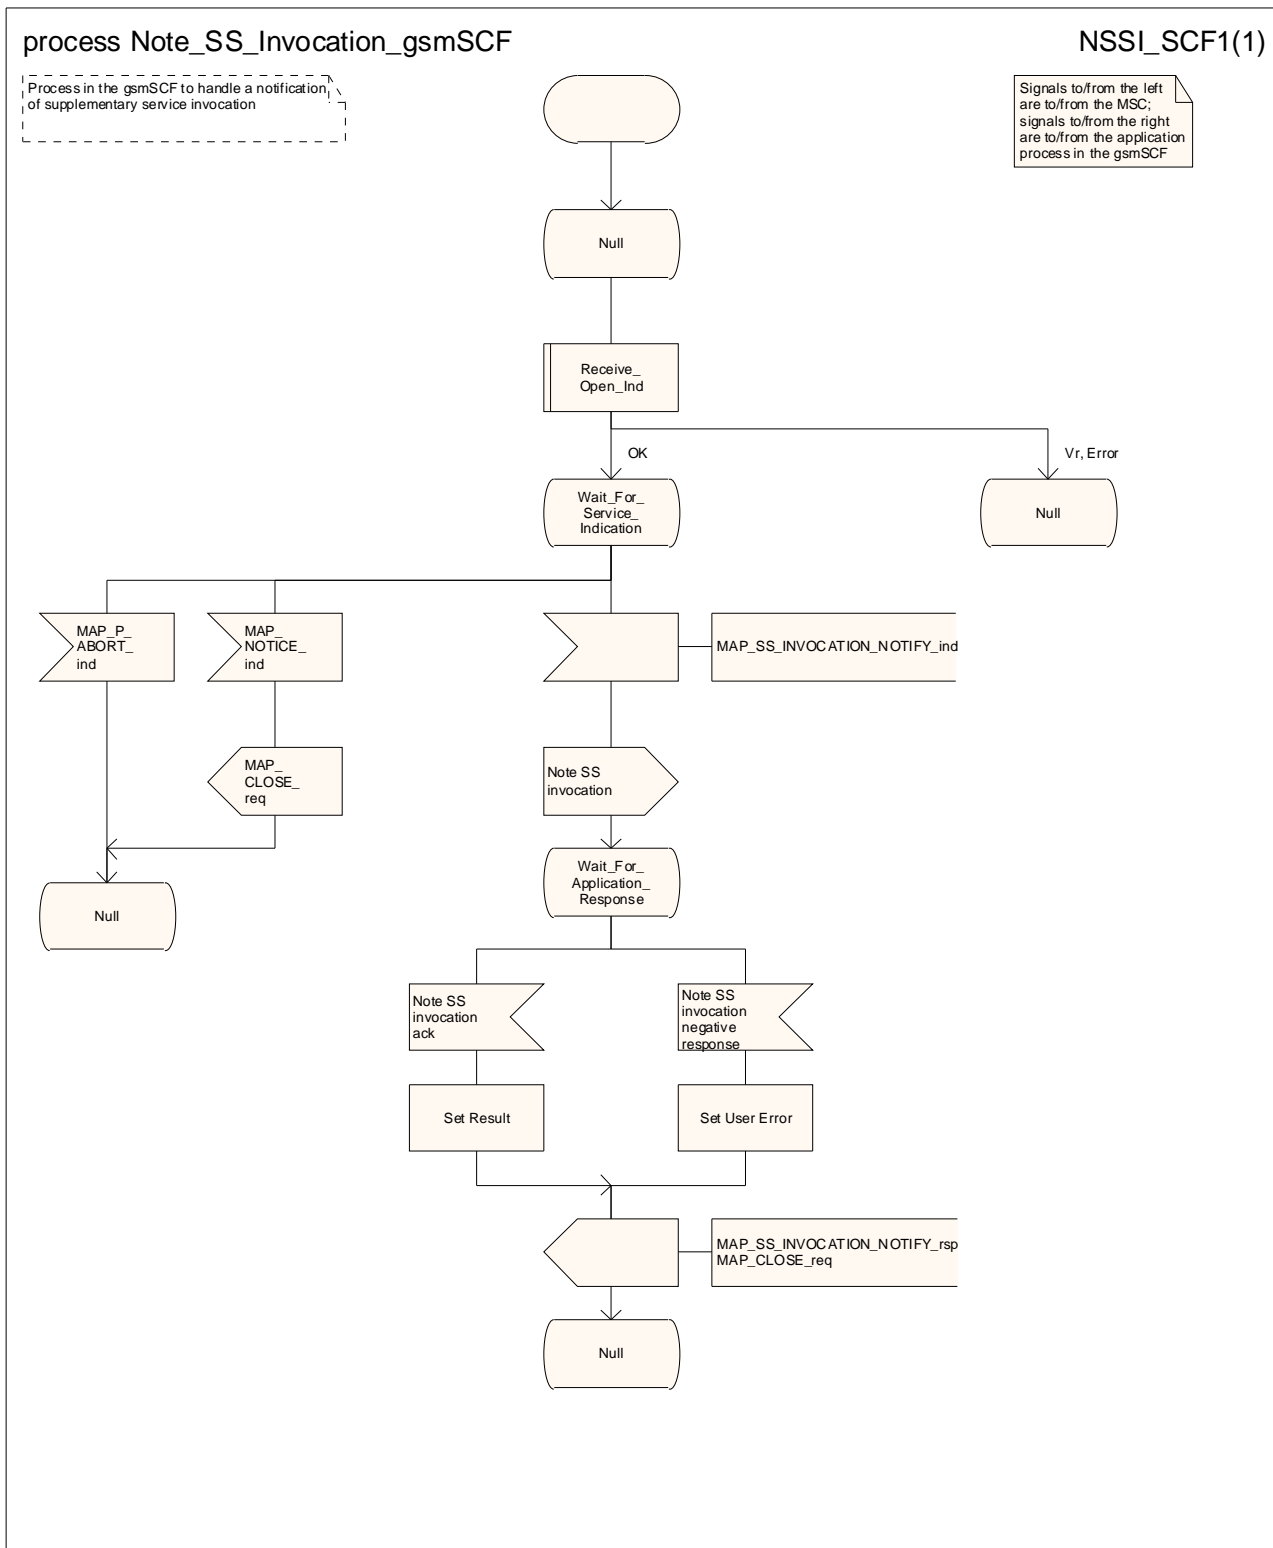 process Note_SS_Invocation_gsmSCF
NSSI_SCF1(1)
Process in the gsmSCF to handle a notification
of supplementary service invocation
Signals to/from the left
are to/from the MSC;
signals to/from the right
are to/from the application
process in the gsmSCF
Null
Receive_
Open_Ind
OK
Vr, Error
Wait_For_
Service_
Indication
Null
MAP_P_
ABORT_
ind
MAP_
NOTICE_
ind
MAP_SS_INVOCATION_NOTIFY_ind
MAP_
CLOSE_
req
Note SS
invocation
Wait_For_
Application_
Response
Null
Note SS
invocation
ack
Note SS
invocation
negative
response
Set Result
Set User Error
MAP_SS_INVOCATION_NOTIFY_rsp
MAP_CLOSE_req
Null